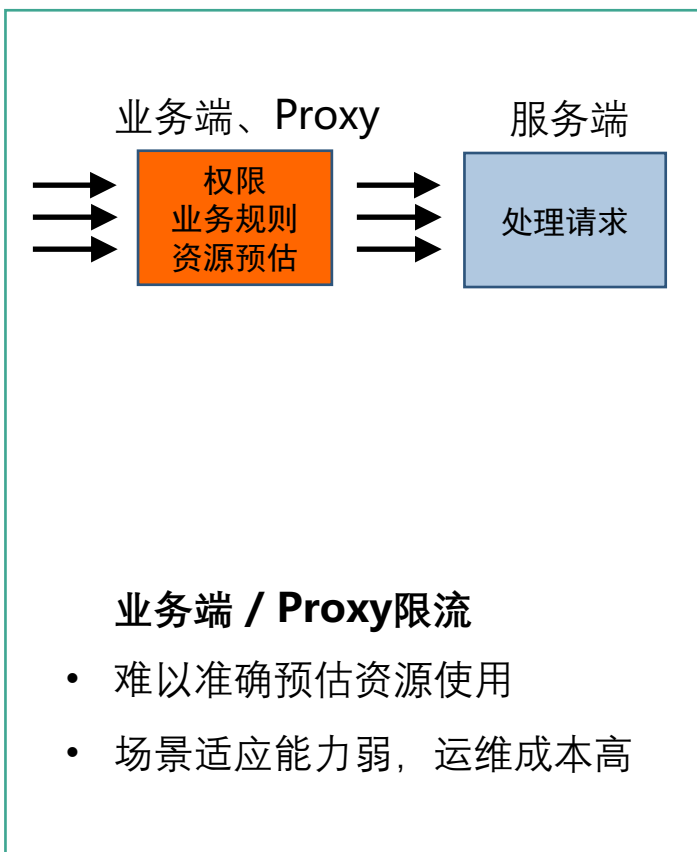 业务端、Proxy
服务端
权限
业务规则
资源预估
处理请求
业务端 / Proxy限流
• 难以准确预估资源使用
• 场景适应能力弱，运维成本高